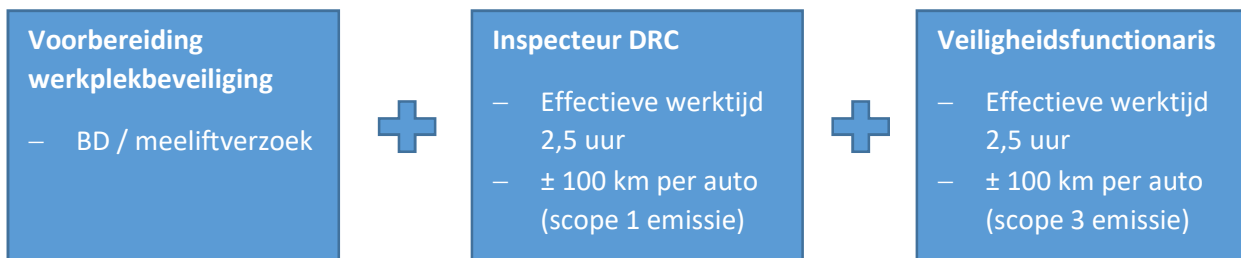 Voorbereiding
werkplekbeveiliging
– BD / meeliftverzoek
Inspecteur DRC
– Effectieve werktijd
2,5 uur
– ± 100 km per auto
(scope 1 emissie)
Veiligheidsfunctionaris
– Effectieve werktijd
2,5 uur
– ± 100 km per auto
(scope 3 emissie)